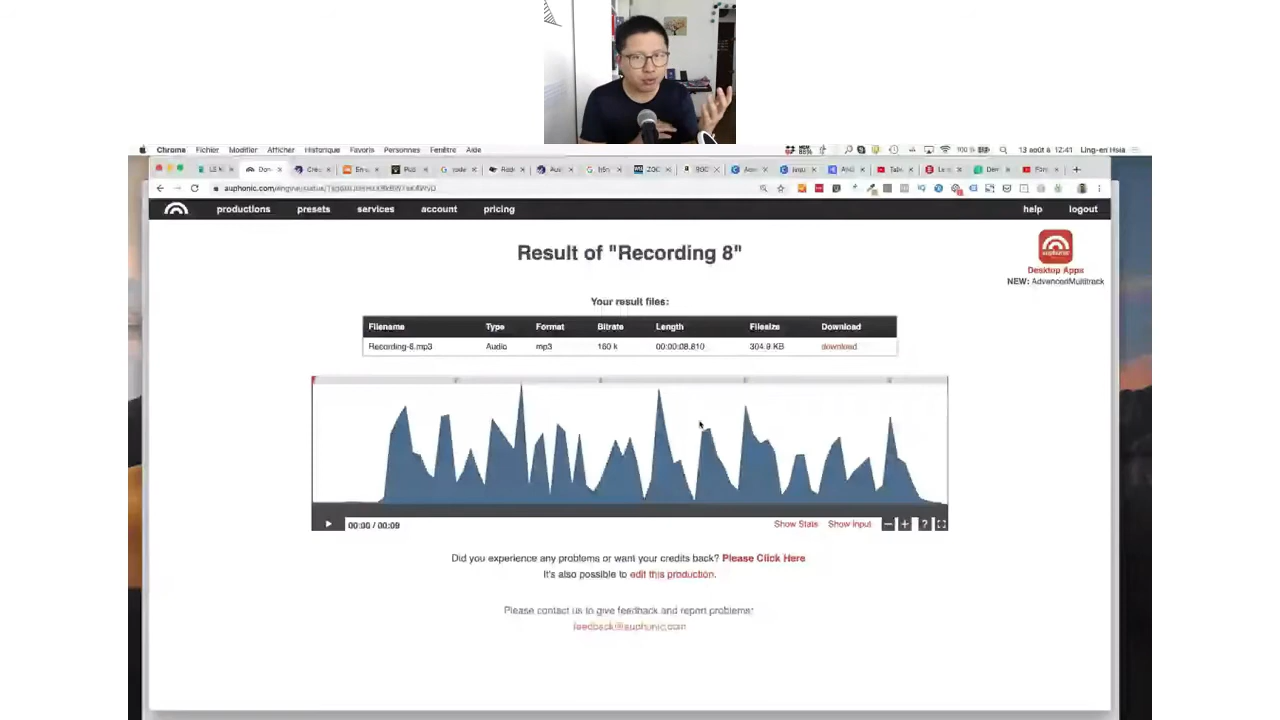 Chrome Fichier Modifier Afficher Historique Favoris Personnes Fenêtre Aide 100 % 13 août à 12:41 Ling-en Hsia
productions presets services account pricing help logout
Result of "Recording 8"
auphonic
Desktop Apps
NEW: AdvancedMultitrack
Your result files:
Filename Type Format Bitrate Length Filesize Download
Recording-8.mp3 Audio mp3 160 k 00:00:08.810 304.9 KB download
00:00 / 00:09 Show Stats Show Input
Did you experience any problems or want your credits back? Please Click Here
It's also possible to edit this production.
Please contact us to give feedback and report problems:
feedback@auphonic.com